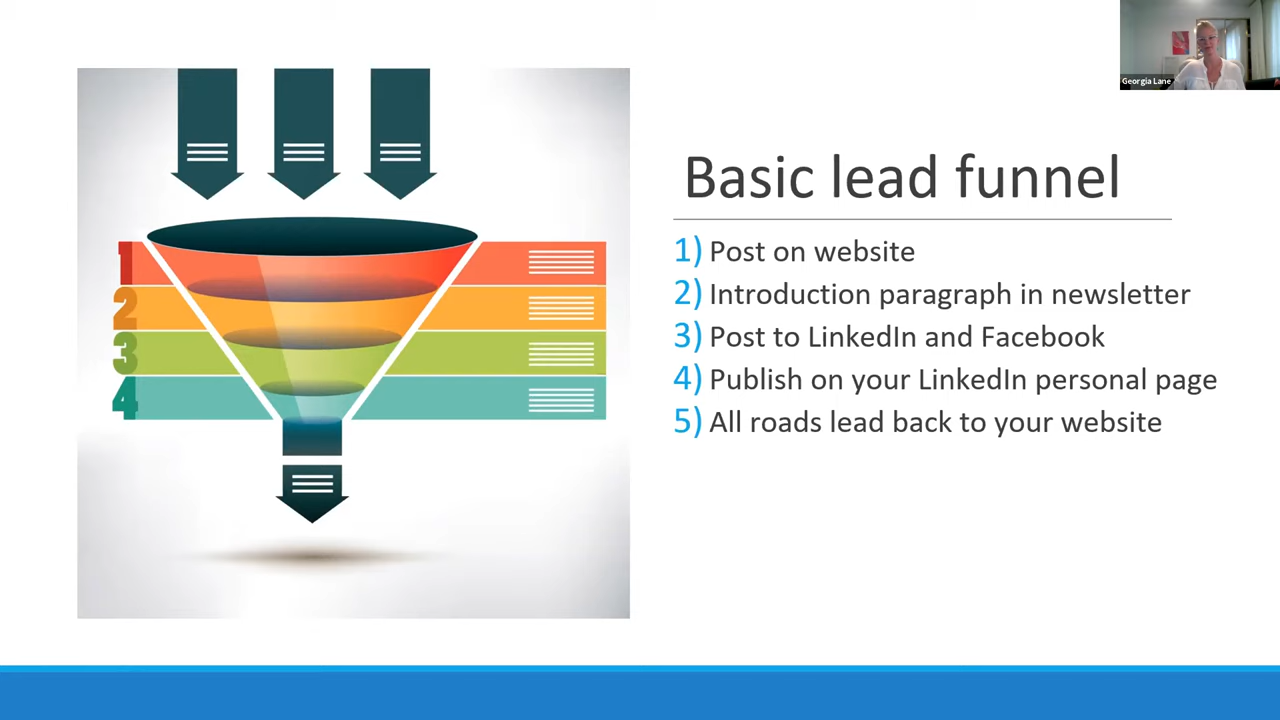 Georgia Lane
Basic lead funnel
1) Post on website
2) Introduction paragraph in newsletter
3) Post to LinkedIn and Facebook
4) Publish on your LinkedIn personal page
5) All roads lead back to your website
1
2
3
4